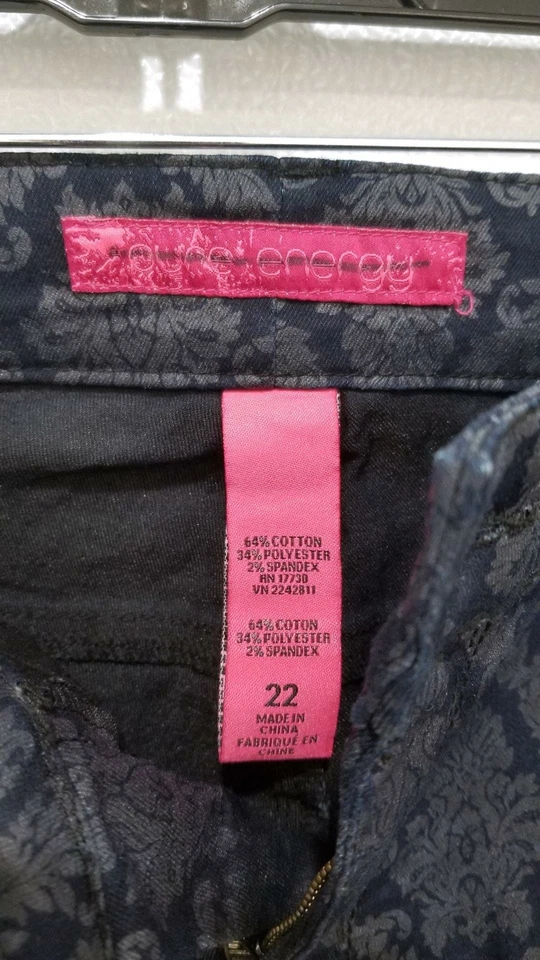 pure energy
64% COTTON
34% POLYESTER
2% SPANDEX
RN 17730
VN 2242811
64% COTON
34% POLYESTER
2% SPANDEX
22
MADE IN
CHINA
FABRIQUÉ EN
CHINE